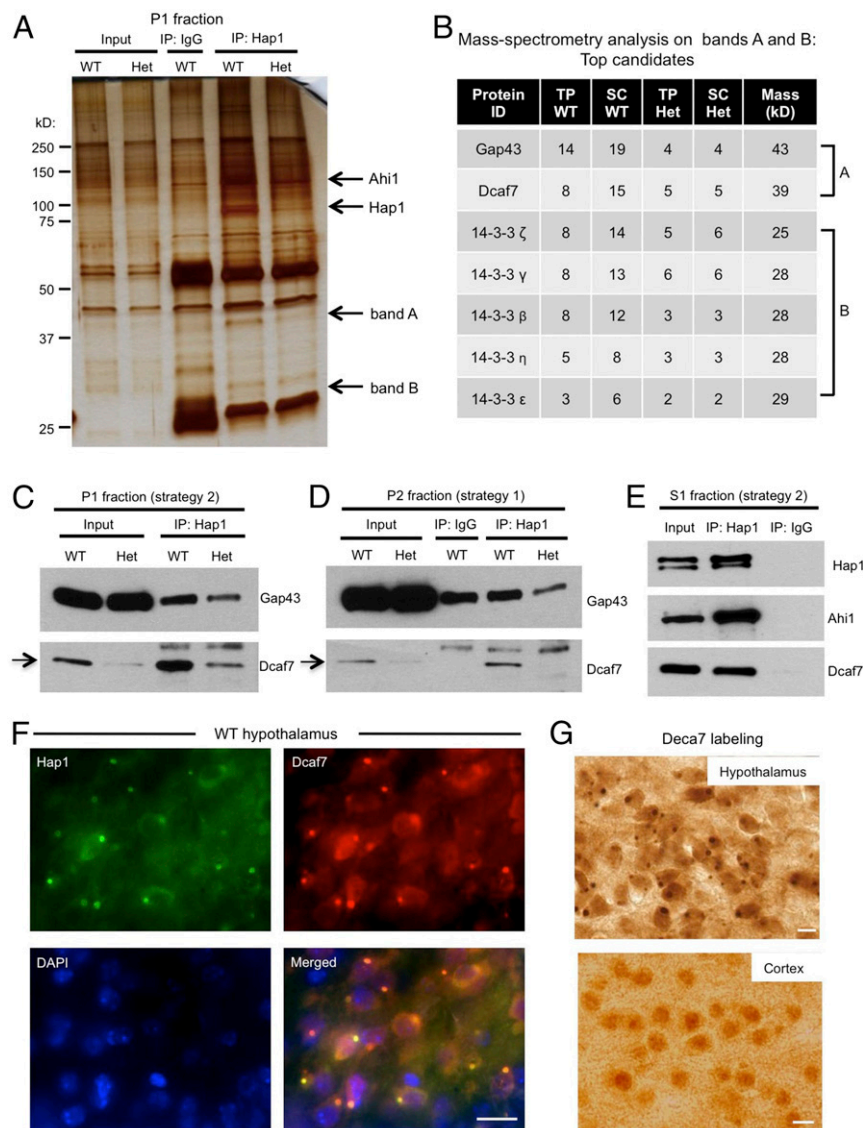 A
P1 fraction
Input IP: IgG IP: Hap1
WT Het WT WT Het
kD:
250
150
100
75
50
37
25
Ahi1
Hap1
band A
band B
B
Mass-spectrometry analysis on bands A and B:
Top candidates
Protein ID TP WT SC WT TP Het SC Het Mass (kD)
Gap43 14 19 4 4 43
Dcaf7 8 15 5 5 39
A
14-3-3 ζ 8 14 5 6 25
14-3-3 γ 8 13 6 6 28
14-3-3 β 8 12 3 3 28
14-3-3 η 5 8 3 3 28
14-3-3 ε 3 6 2 2 29
B
C
P1 fraction (strategy 2)
Input IP: Hap1
WT Het WT Het
Gap43
Dcaf7
D
P2 fraction (strategy 1)
Input IP: IgG IP: Hap1
WT Het WT WT Het
Gap43
Dcaf7
E
S1 fraction (strategy 2)
Input IP: Hap1 IP: IgG
Hap1
Ahi1
Dcaf7
F
WT hypothalamus
Hap1
Dcaf7
DAPI
Merged
G
Deca7 labeling
Hypothalamus
Cortex